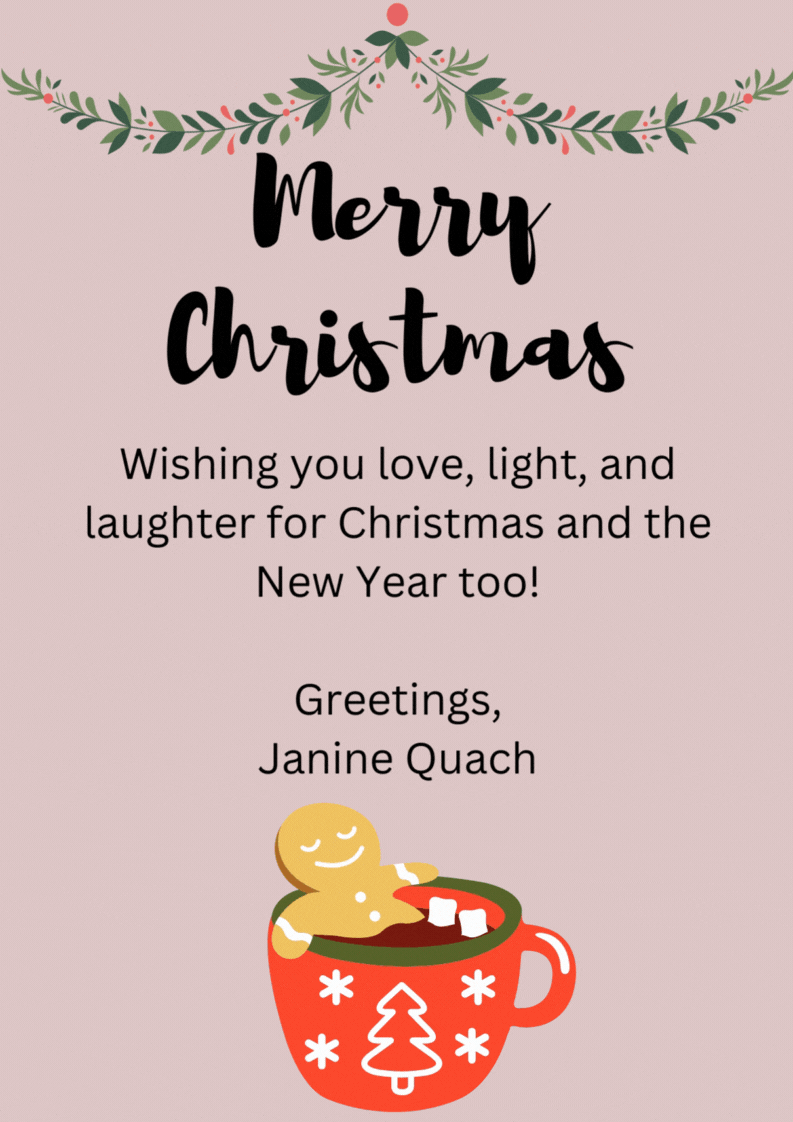 Merry
Christmas
Wishing you love, light, and
laughter for Christmas and the
New Year too!
Greetings,
Janine Quach